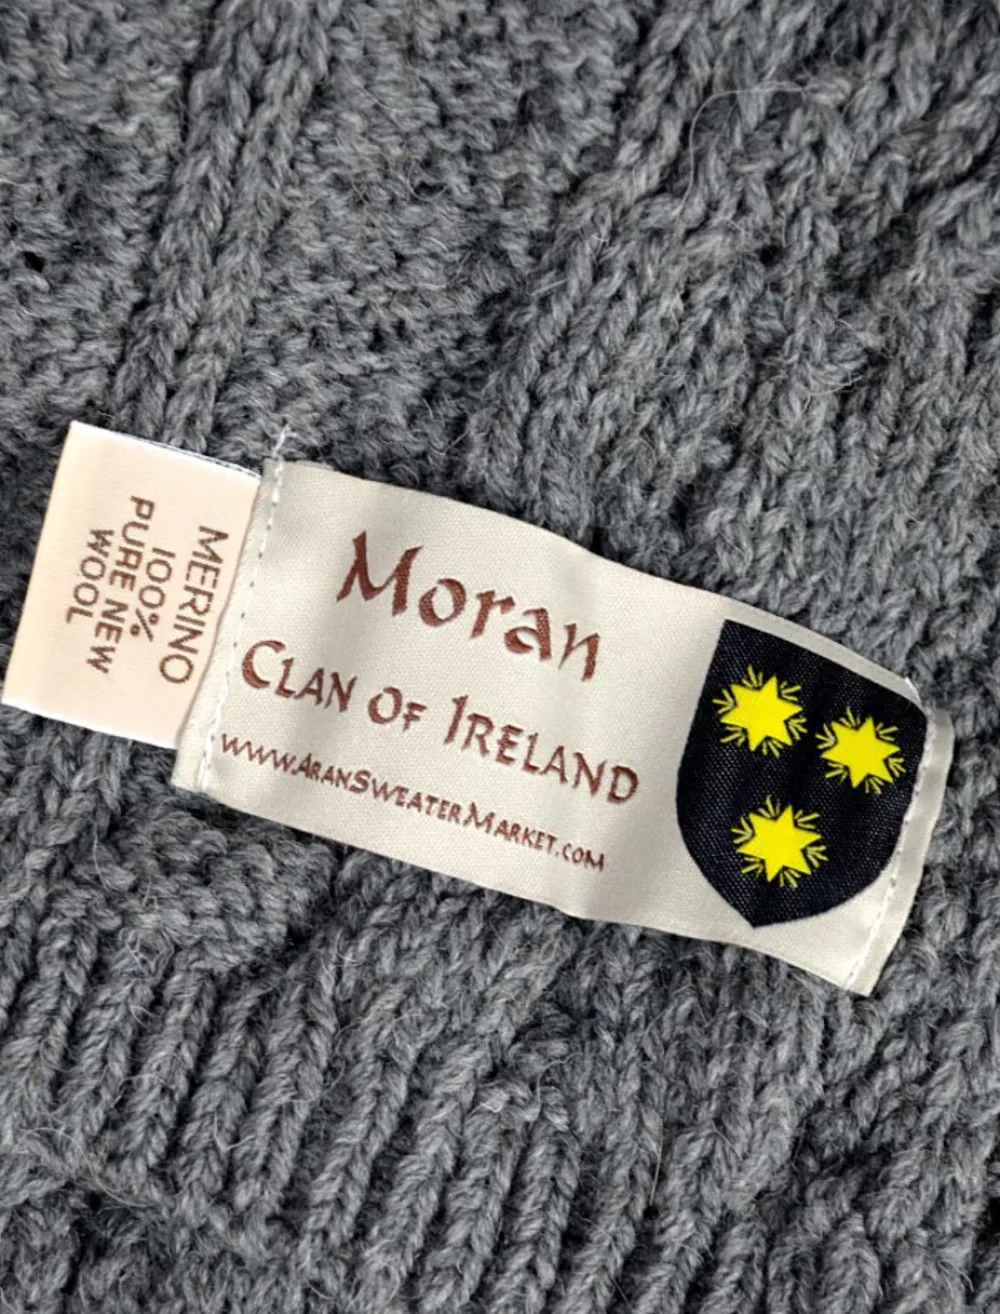 Moran
CLAN OF IRELAND
WWW.ARANSWEATERMARKET.COM
MERINO
100%
PURE NEW
WOOL